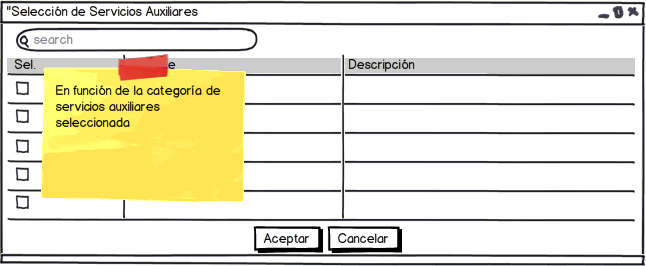 "Selección de Servicios Auxiliares
search
Sel.
Descripción
En función de la categoría de
servicios auxiliares
seleccionada
Aceptar
Cancelar